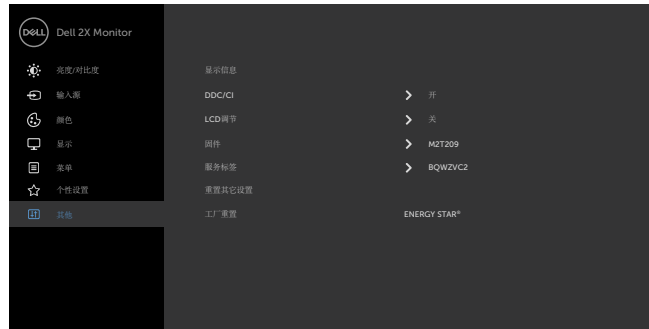 DELL Dell 2X Monitor
亮度/对比度 显示信息
输入源 DDC/CI 开
颜色 LCD调节 关
显示 固件 M2T209
菜单 服务标签 BQWZVC2
个性设置 重置其它设置
其他 工厂重置 ENERGY STAR®